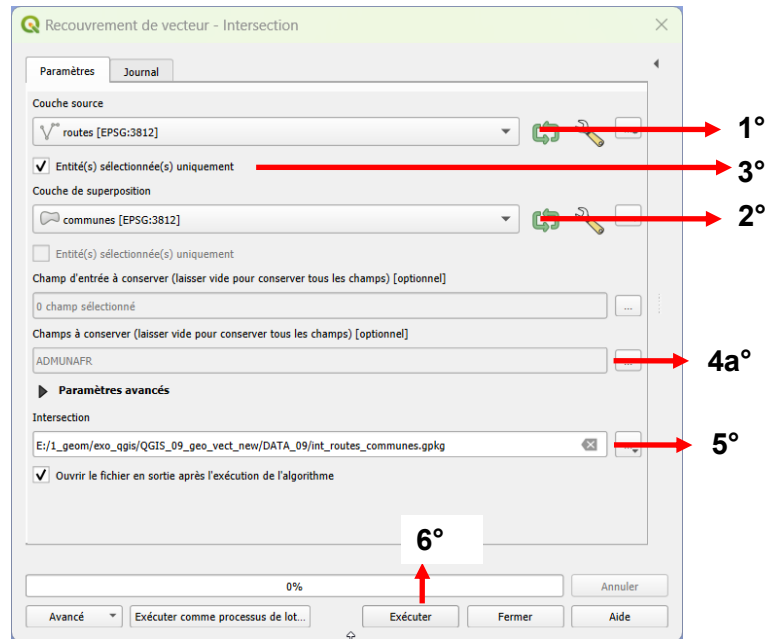 Recouvrement de vecteur - Intersection
Paramètres Journal
Couche source
routes [EPSG:3812]
1°
Entité(s) sélectionnée(s) uniquement
3°
Couche de superposition
communes [EPSG:3812]
2°
Entité(s) sélectionnée(s) uniquement
Champ d'entrée à conserver (laisser vide pour conserver tous les champs) [optionnel]
0 champ sélectionné
...
Champs à conserver (laisser vide pour conserver tous les champs) [optionnel]
ADMUNAFR
4a°
Paramètres avancés
Intersection
E:/1_geom/exo_qgis/QGIS_09_geo_vect_new/DATA_09/int_routes_communes.gpkg
5°
Ouvrir le fichier en sortie après l'exécution de l'algorithme
6°
0%
Annuler
Avancé Exécuter comme processus de lot... Exécuter Fermer Aide